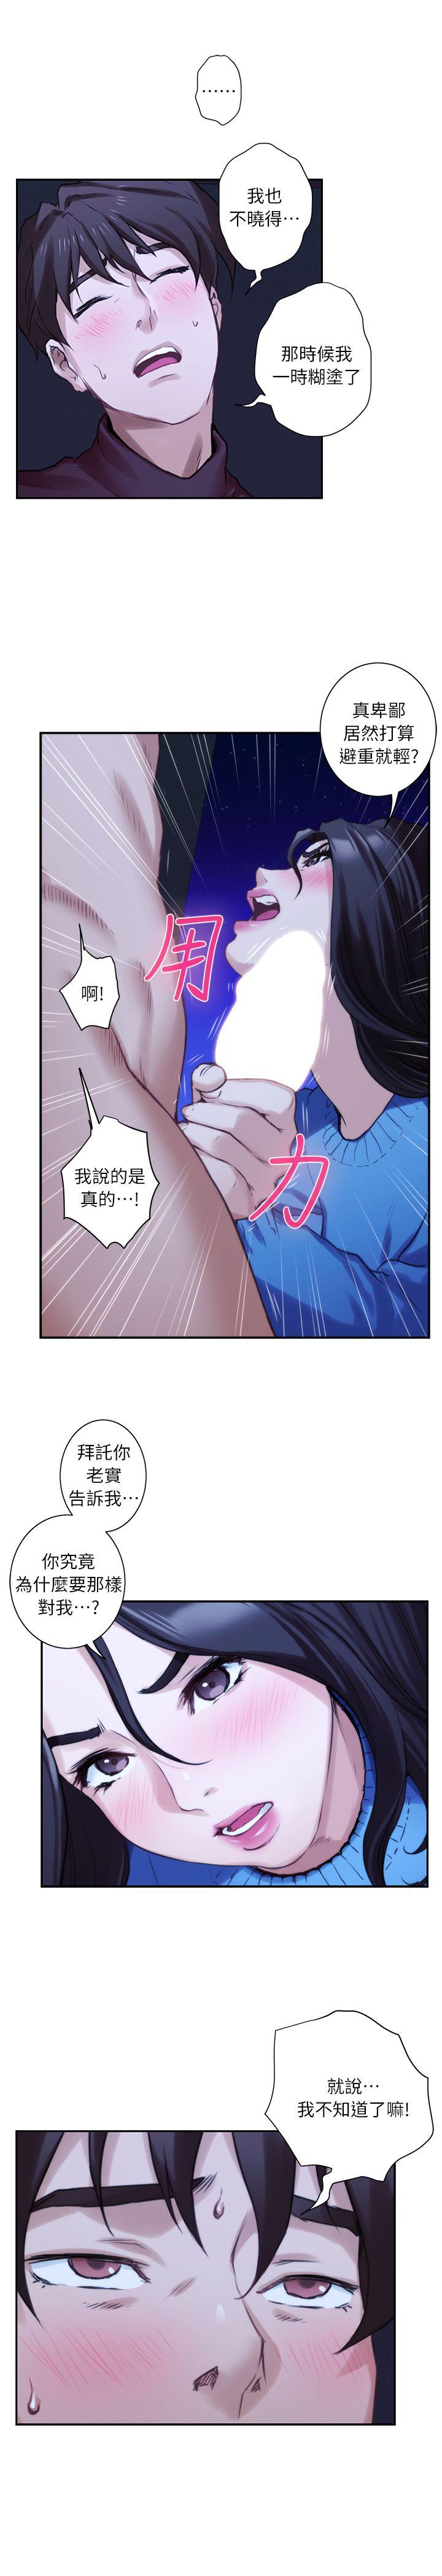 ……
我也
不曉得…
那時候我
一時糊塗了
真卑鄙
居然打算
避重就輕?
用
啊!
力
我說的是
真的…!
拜託你
老實
告訴我…
你究竟
為什麼要那樣
對我…?
就說…
我不知道了嘛!